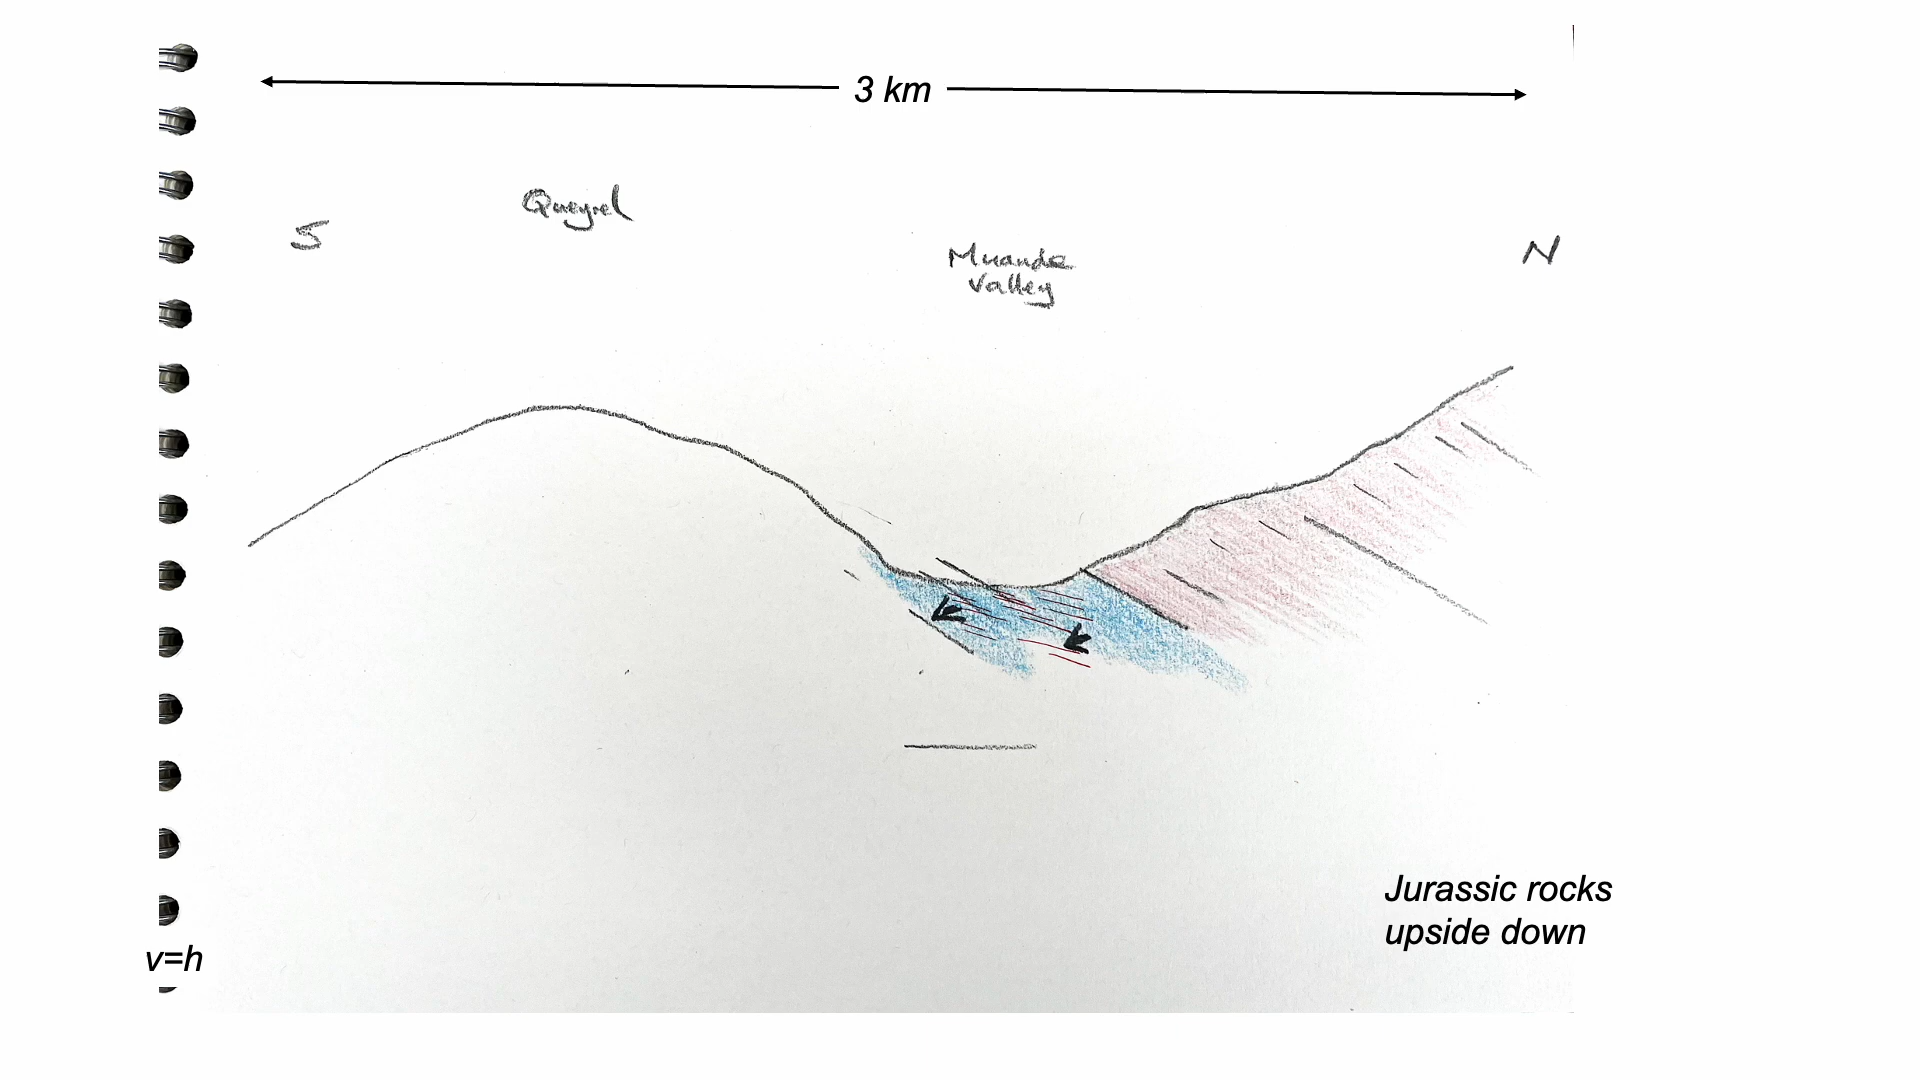 3 km
Queyrel
S
Muande
Valley
N
Jurassic rocks
upside down
v=h